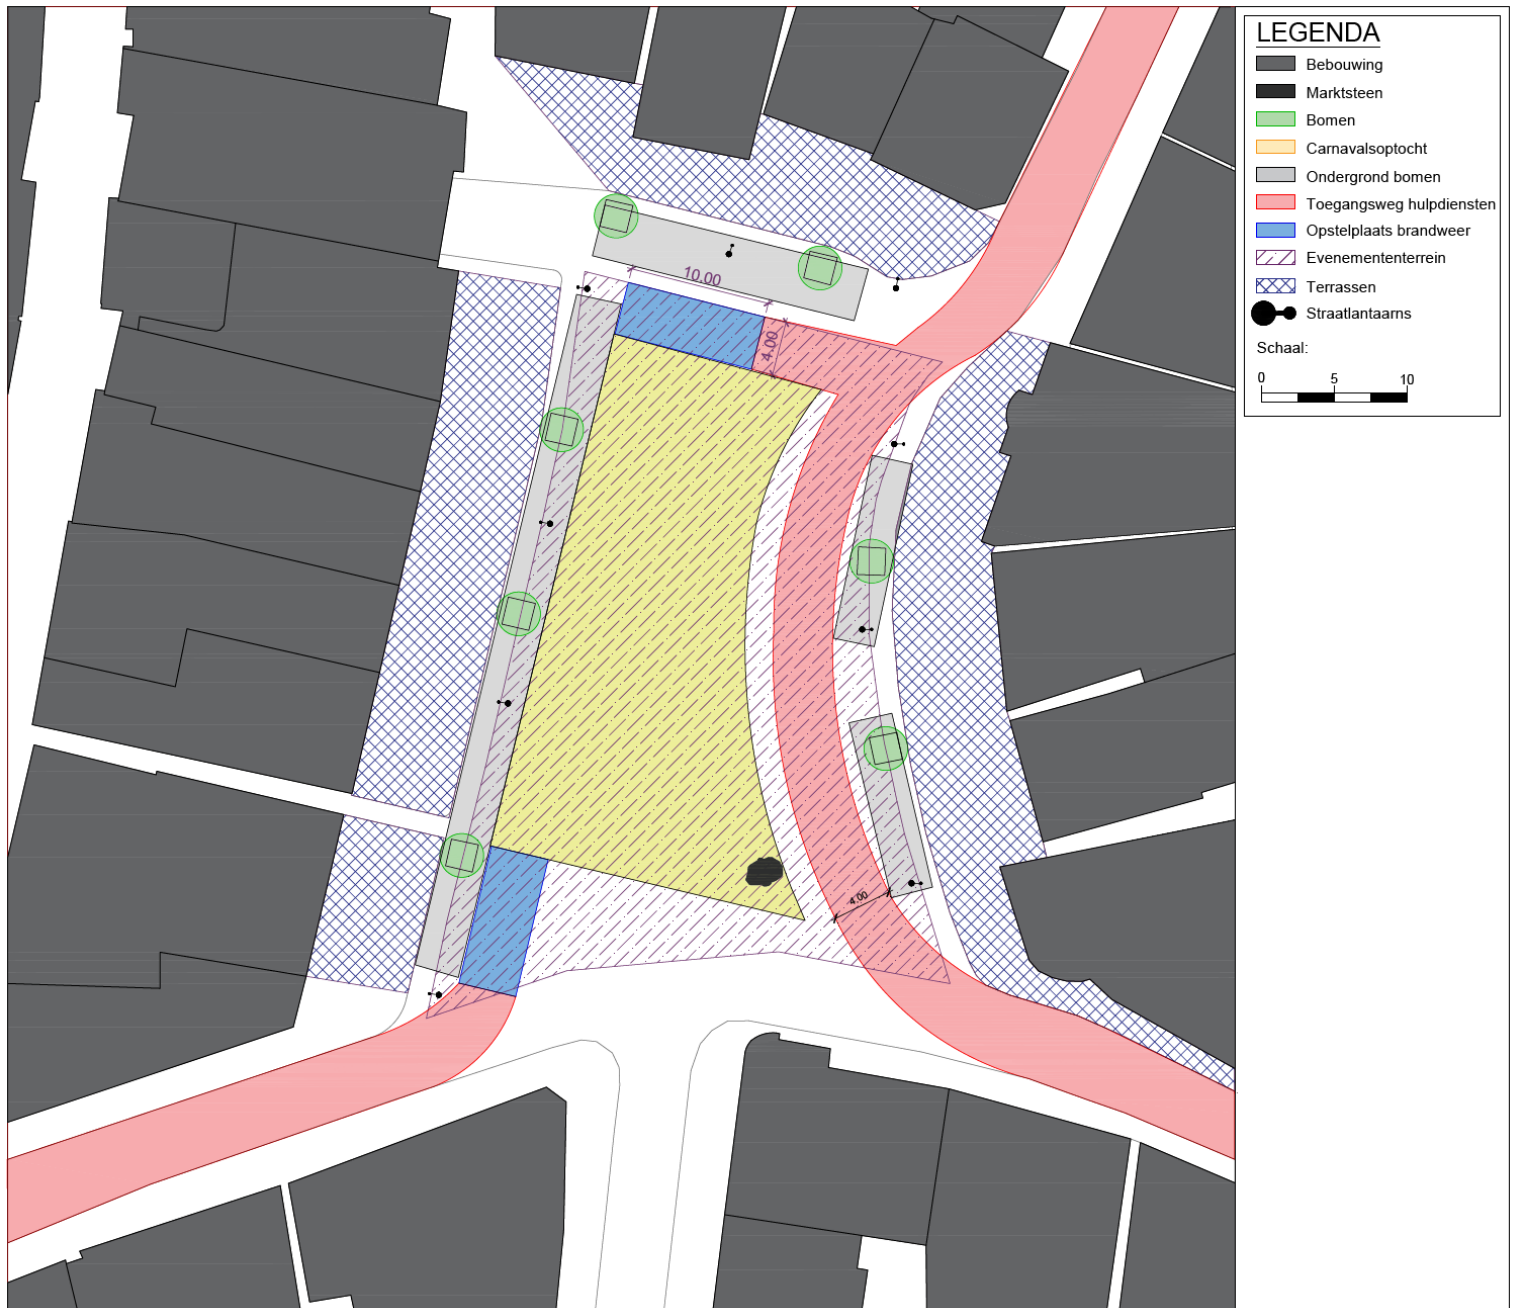 LEGENDA
Bebouwing
Marktsteen
Bomen
Carnavalsoptocht
Ondergrond bomen
Toegangsweg hulpdiensten
Opstelplaats brandweer
Evenemententerrein
Terrassen
Straatlantaarns
Schaal:
0 5 10
10.00
4.00
4.00